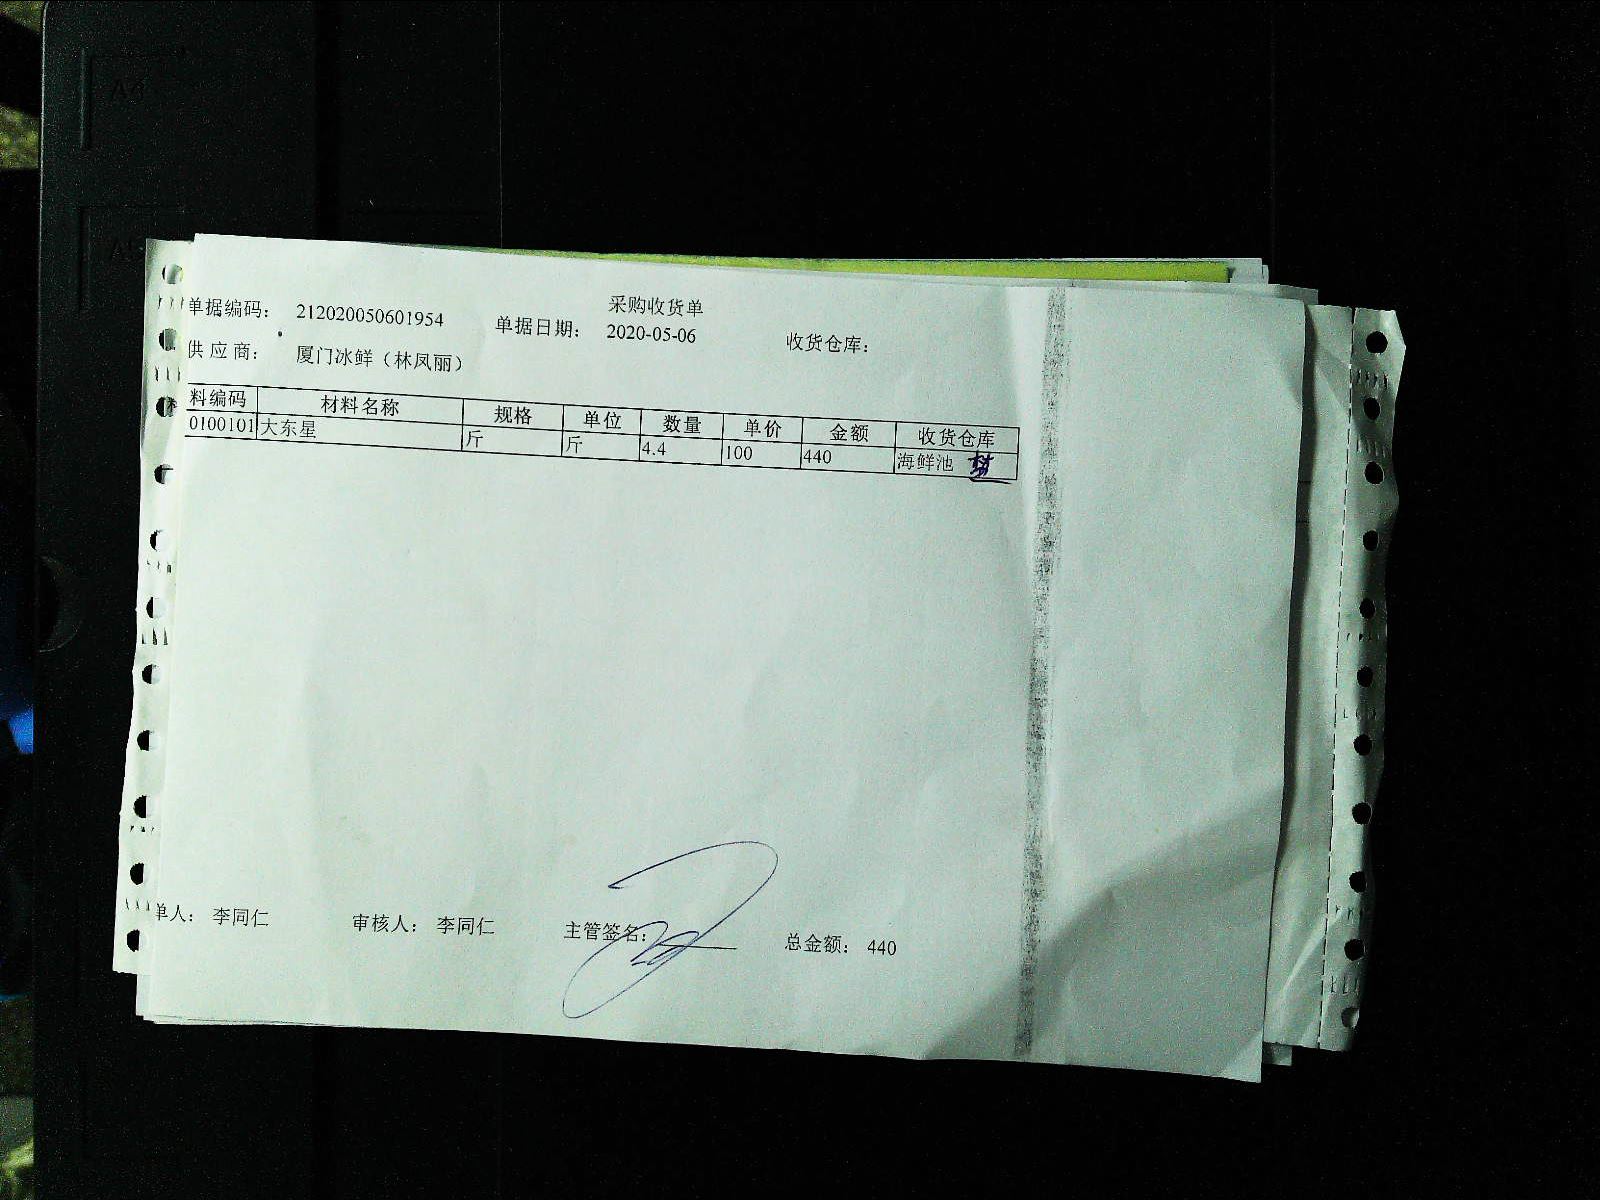 采购收货单
单据编码： 212020050601954 单据日期： 2020-05-06 收货仓库：
供应商： 厦门冰鲜（林凤丽）
料编码 材料名称 规格 单位 数量 单价 金额 收货仓库
0100101 大东星 斤 斤 4.4 100 440 海鲜池
单人： 李同仁 审核人： 李同仁 主管签名： 总金额： 440